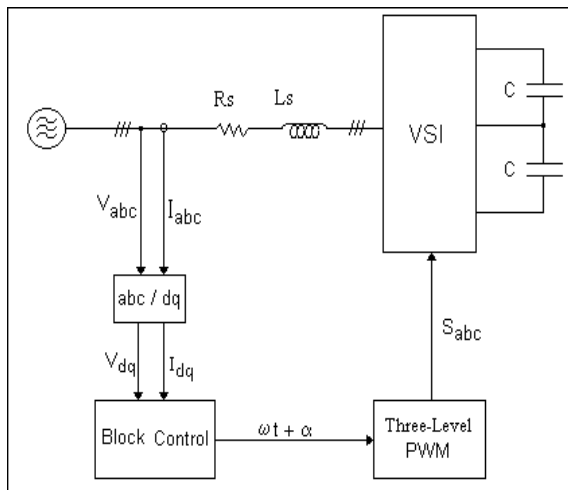 Rs
Ls
VSI
C
C
Vabc
Iabc
abc / dq
Sabc
Vdq
Idq
Block Control
ωt + α
Three-Level
PWM